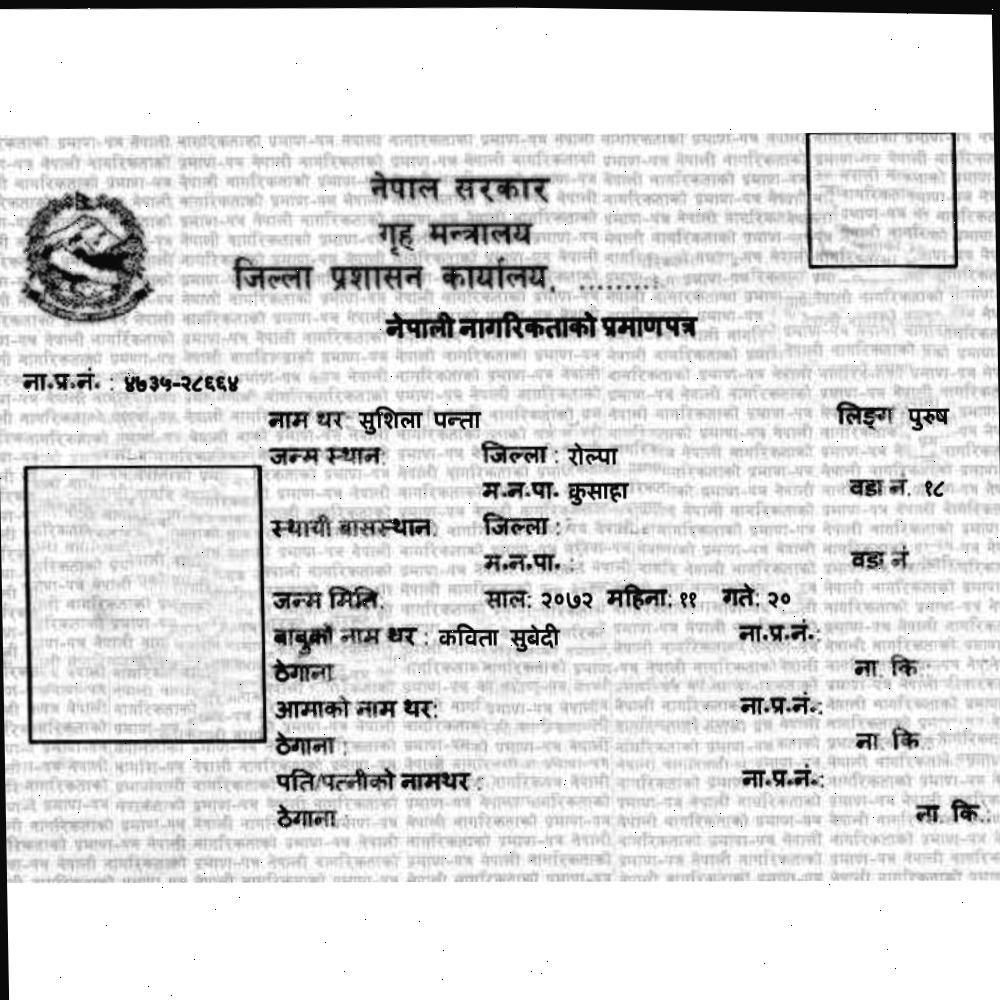 नेपाल सरकार
गृह मन्त्रालय
जिल्ला प्रशासन कार्यालय, .........
नेपाली नागरिकताको प्रमाणपत्र
ना.प्र.नं. : ४७३५-२८६६४
नाम थर सुशिला पन्ता लिङ्ग पुरुष
जन्म स्थान: जिल्ला : रोल्पा
म.न.पा. कुसाहा वडा नं. १८
स्थायी बासस्थान: जिल्ला :
म.न.पा. : वडा नं.
जन्म मिति: साल: २०७२ महिना: ११ गते: २०
बाबुको नाम थर : कविता सुबेदी ना.प्र.नं.:
ठेगाना ना. कि.:
आमाको नाम थर: ना.प्र.नं.:
ठेगाना : ना. कि.:
पति/पत्नीको नामथर : ना.प्र.नं.:
ठेगाना : ना. कि.: